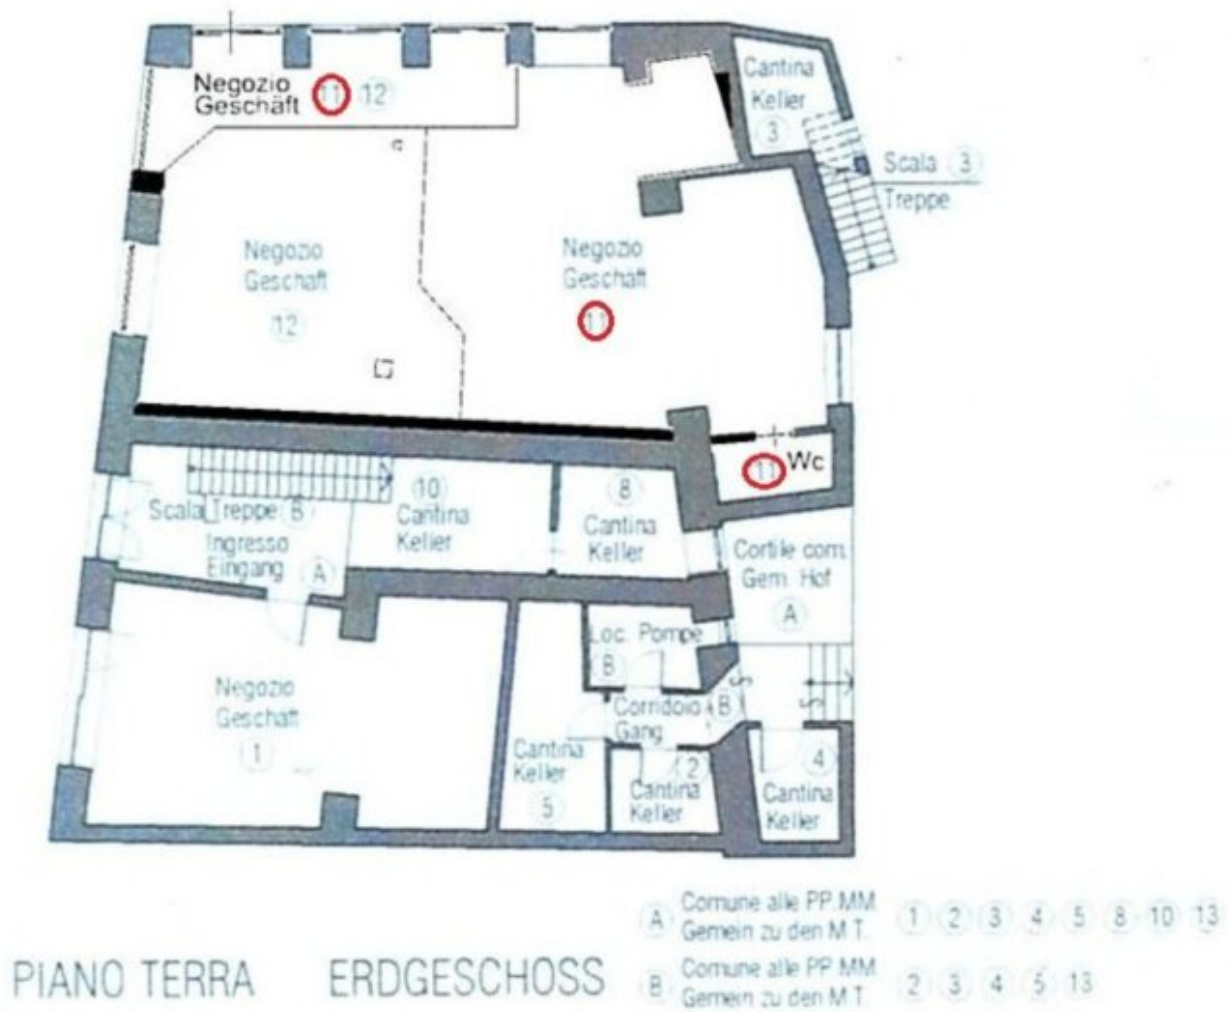 Negozio
Geschäft 11 12
Cantina
Keller
3
Scala 3
Treppe
Negozio
Geschäft
12
Negozio
Geschäft
11
11 Wc
10
Cantina
Keller
8
Cantina
Keller
Scala Treppe B
Ingresso
Eingang A
Cortile com.
Gem. Hof
A
Loc. Pompe
B
Corridoio B
Gang
Negozio
Geschäft
1
Cantina
Keller
5
2
Cantina
Keller
4
Cantina
Keller
A Comune alle PP.MM
Gemein zu den M.T. 1 2 3 4 5 8 10 13
B Comune alle PP.MM
Gemein zu den M.T. 2 3 4 5 13
PIANO TERRA ERDGESCHOSS